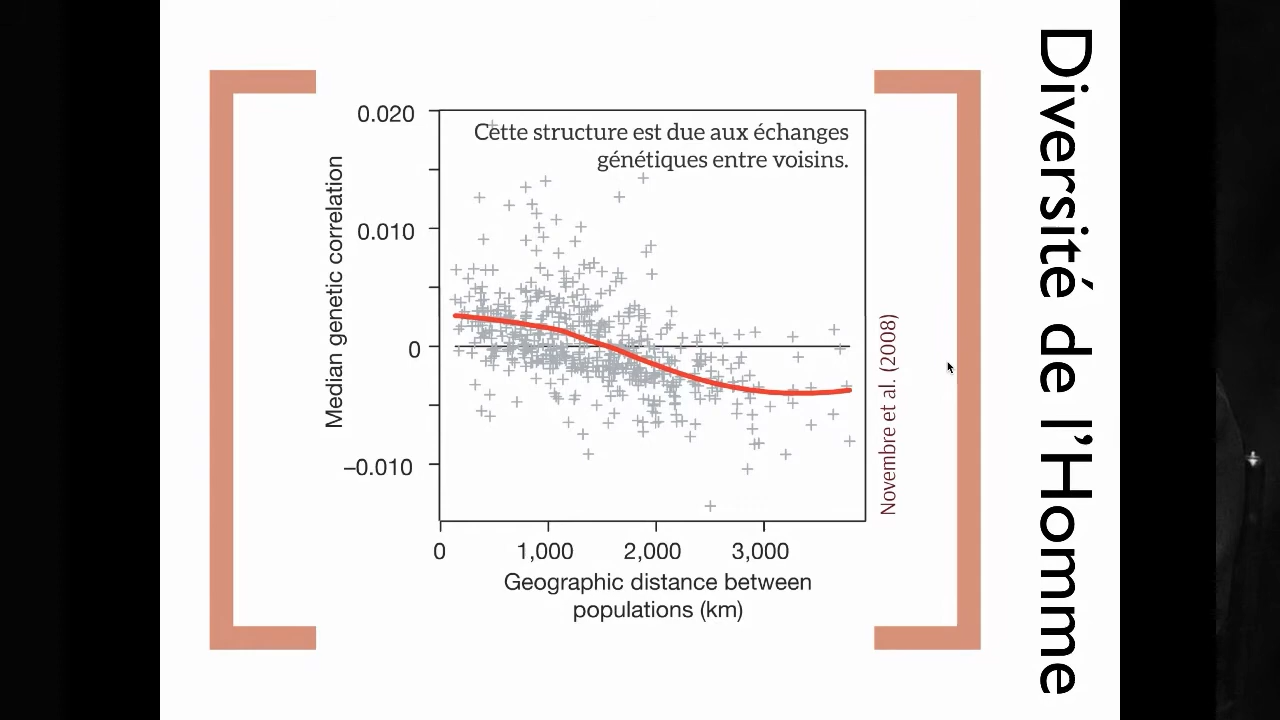 Diversité de l'Homme
Cette structure est due aux échanges
génétiques entre voisins.
Median genetic correlation
0.020
0.010
0
−0.010
0
1,000
2,000
3,000
Geographic distance between
populations (km)
Novembre et al. (2008)